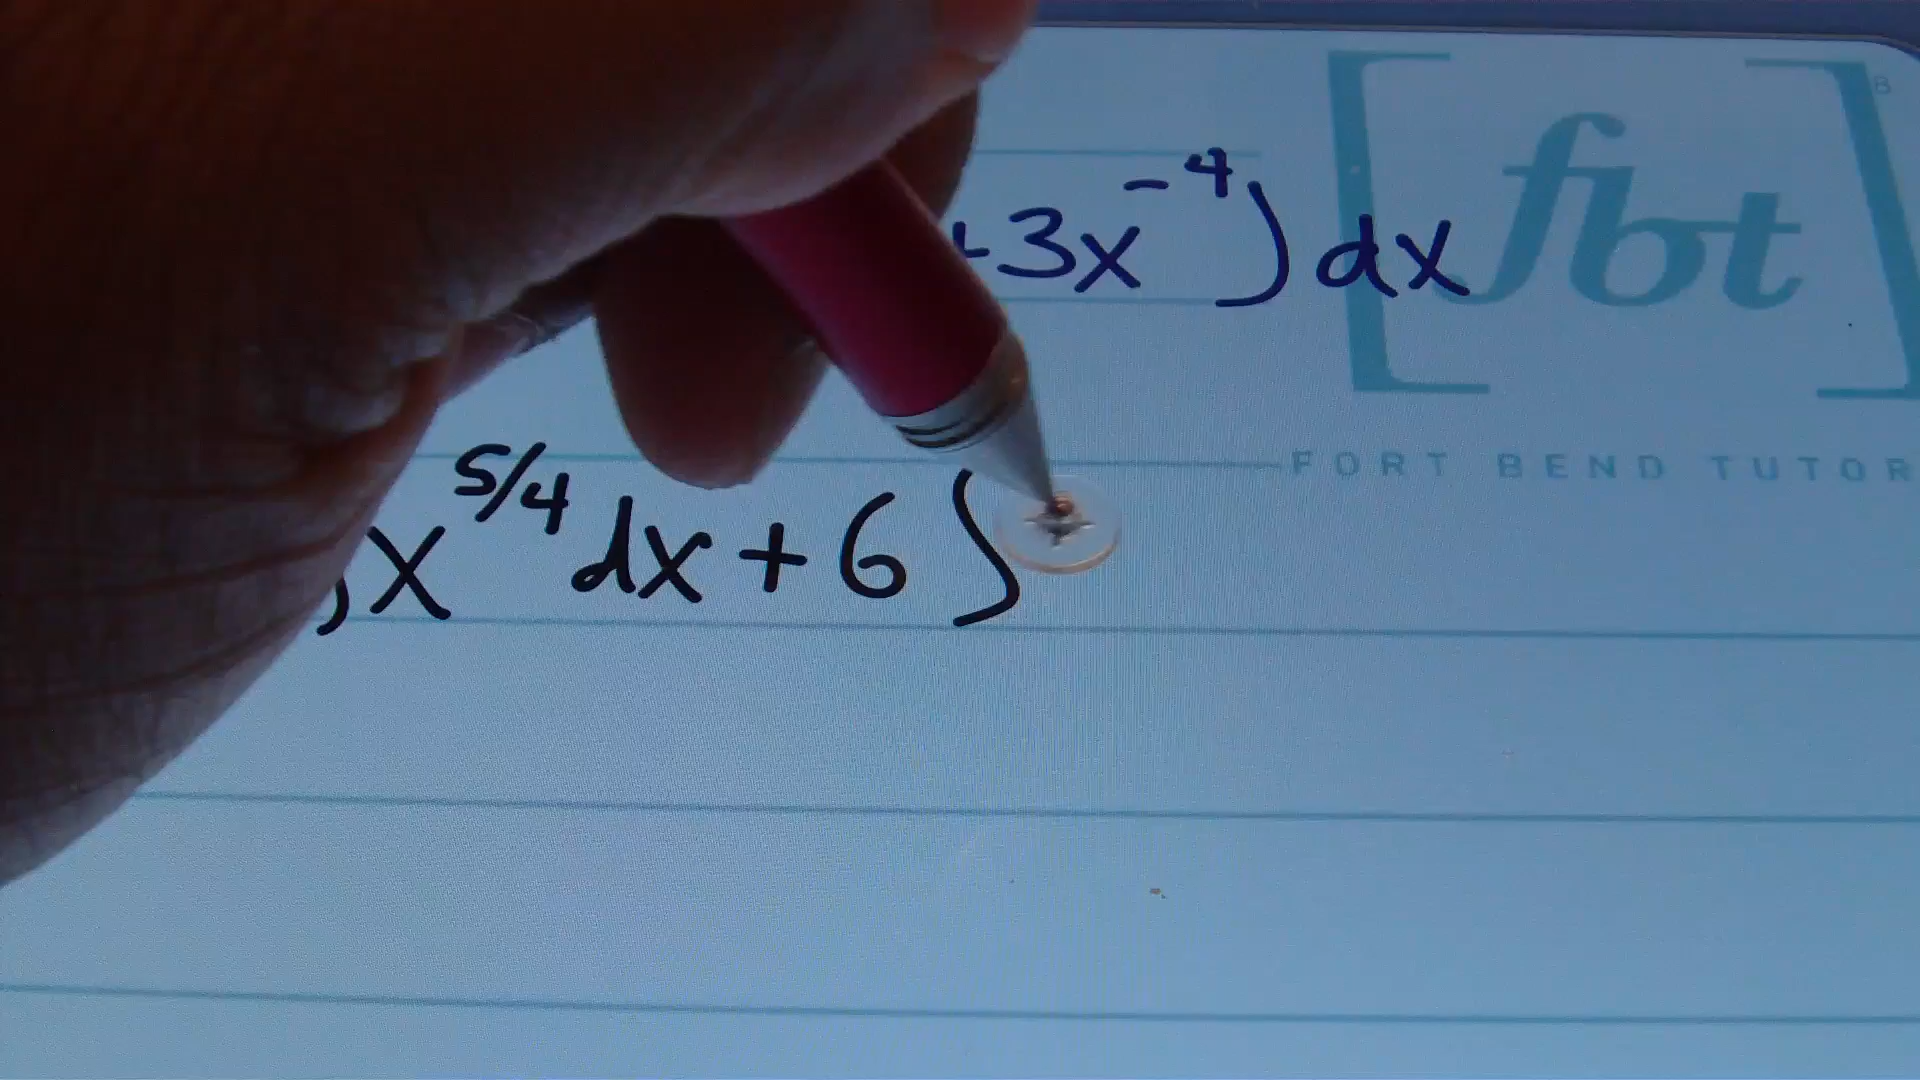 +3x⁻⁴) dx
∫x^5/4 dx + 6 ∫
fbt
FORT BEND TUTOR